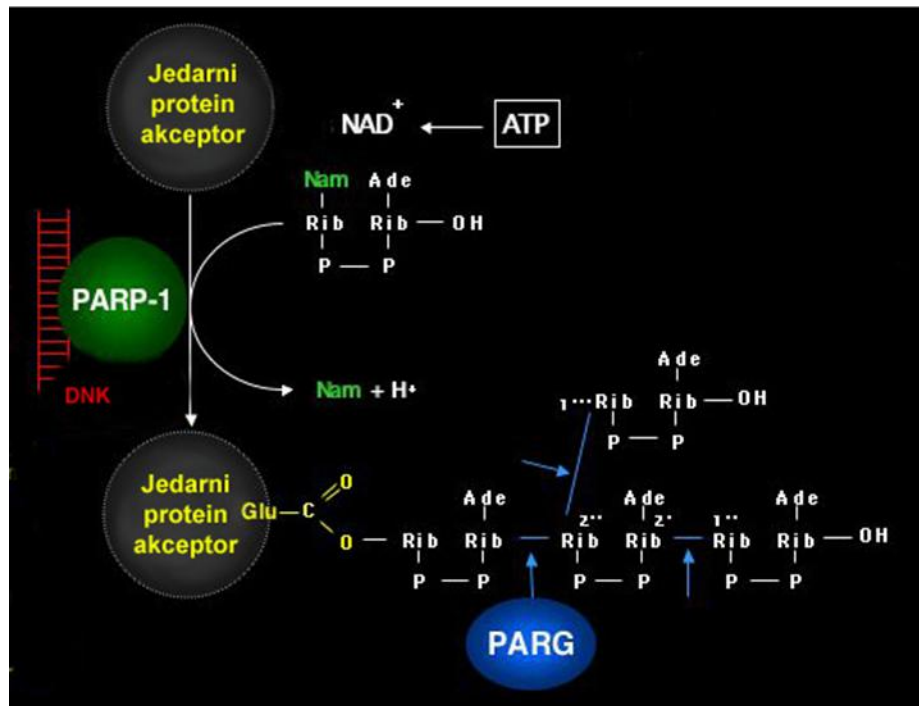 Jedarni
protein
akceptor
NAD+ ATP
Nam Ade
Rib Rib — OH
P — P
PARP-1
DNK
Nam + H+
Ade
1''' Rib Rib — OH
P — P
Jedarni
protein
akceptor
Glu — C
O
O
Ade Ade Ade
Rib Rib Rib 2'' Rib 2' 1'' Rib Rib — OH
P — P P — P P — P
PARG